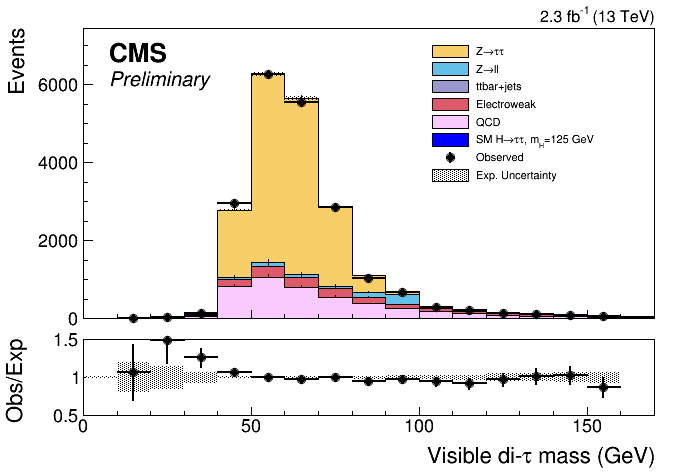 2.3 fb⁻¹ (13 TeV)
CMS
Preliminary
Events
6000
4000
2000
0
Z→ττ
Z→ll
ttbar+jets
Electroweak
QCD
SM H→ττ, m_H=125 GeV
Observed
Exp. Uncertainty
Obs/Exp
1.5
1
0.5
0 50 100 150
Visible di-τ mass (GeV)